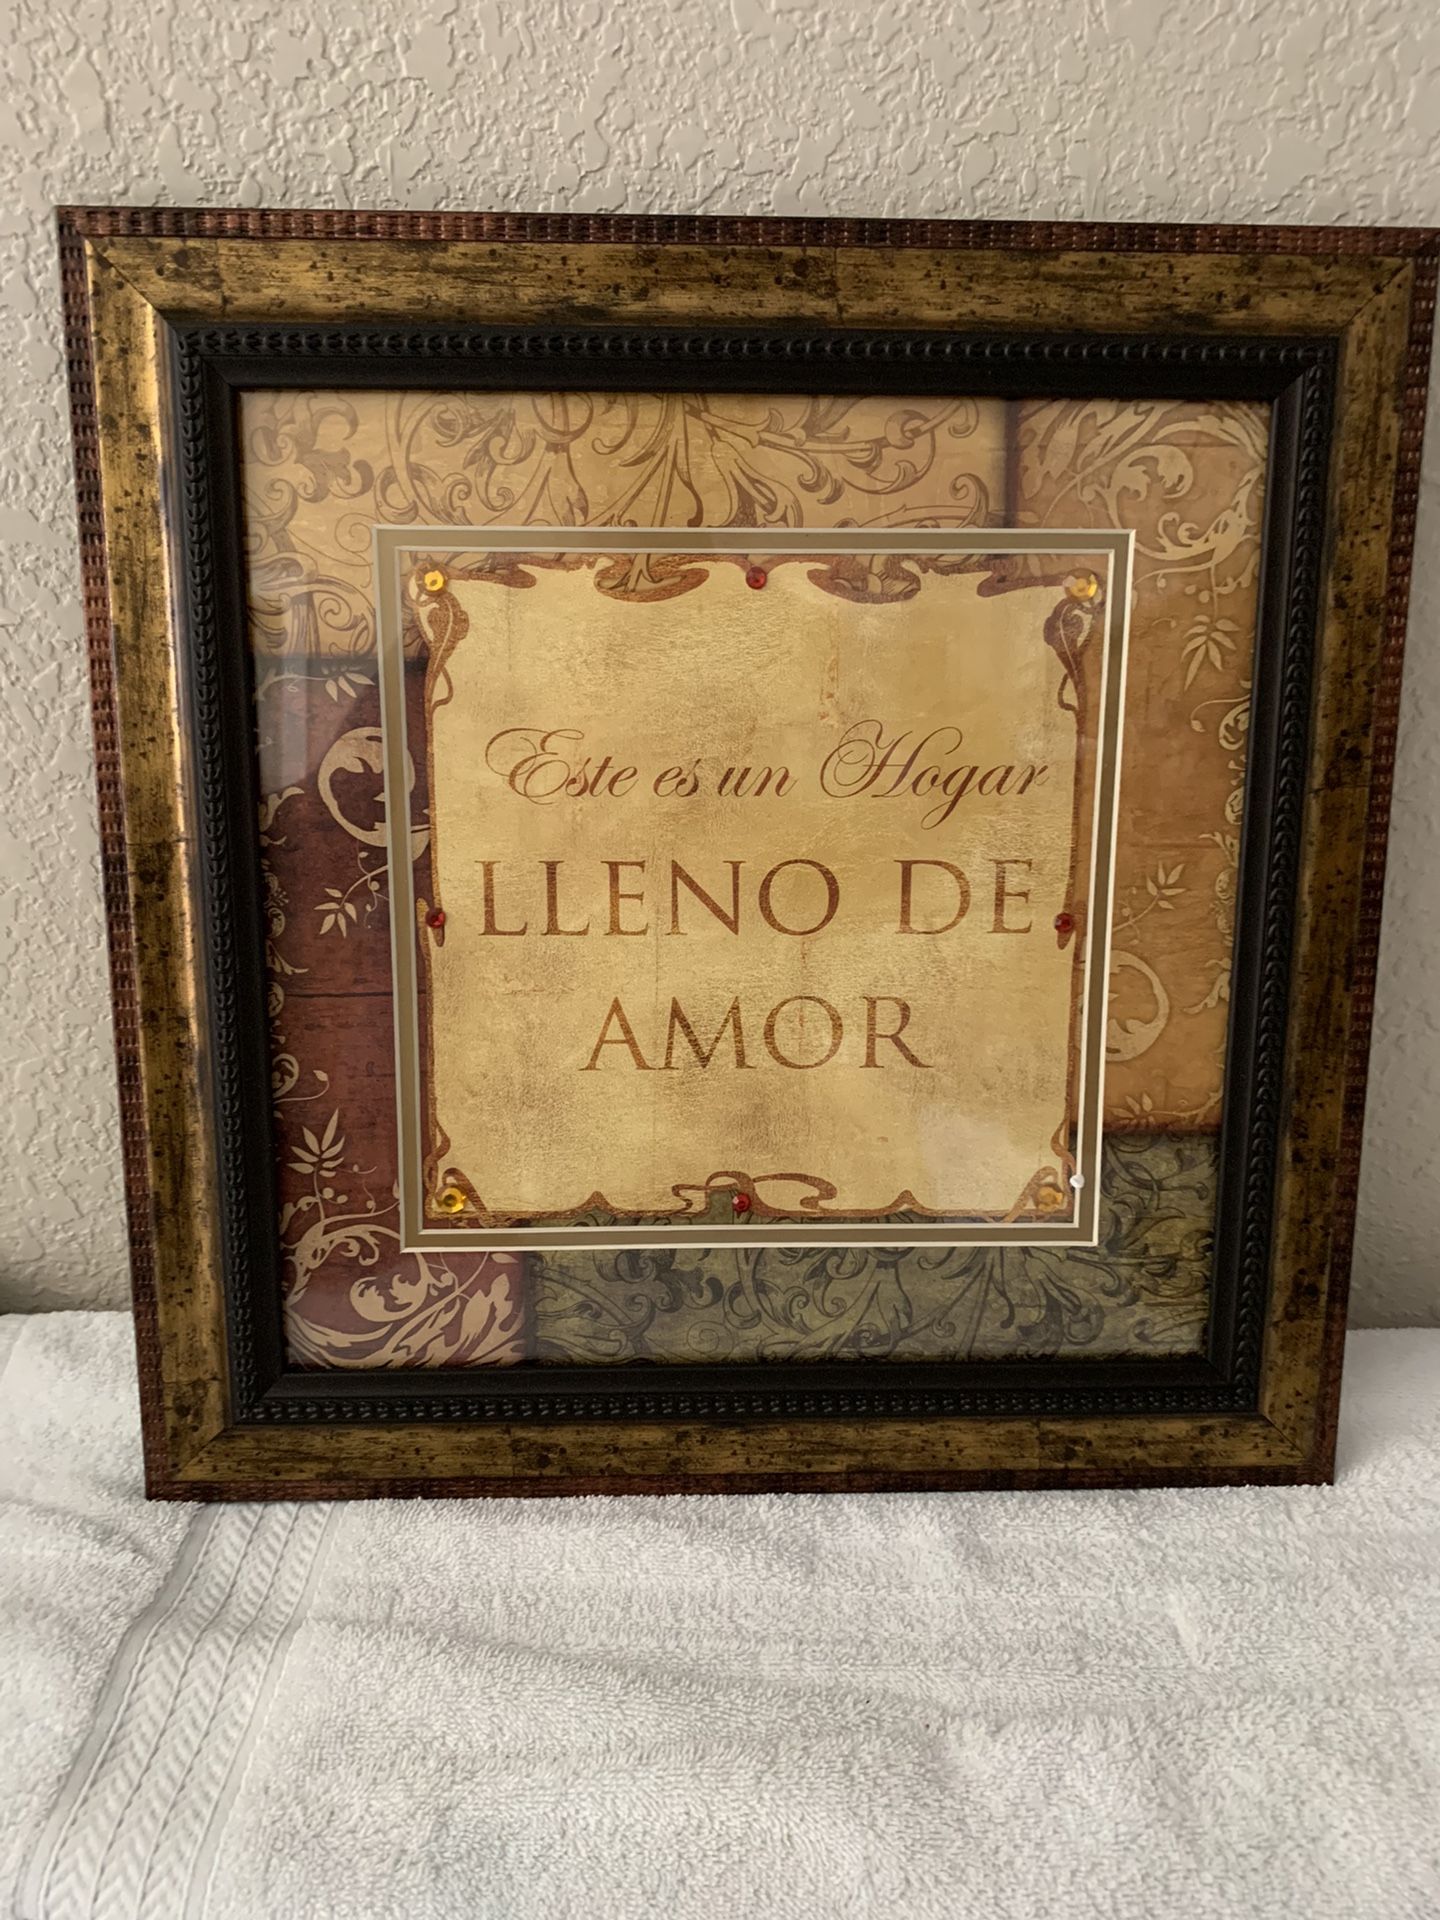 Este es un Hogar
LLENO DE
AMOR